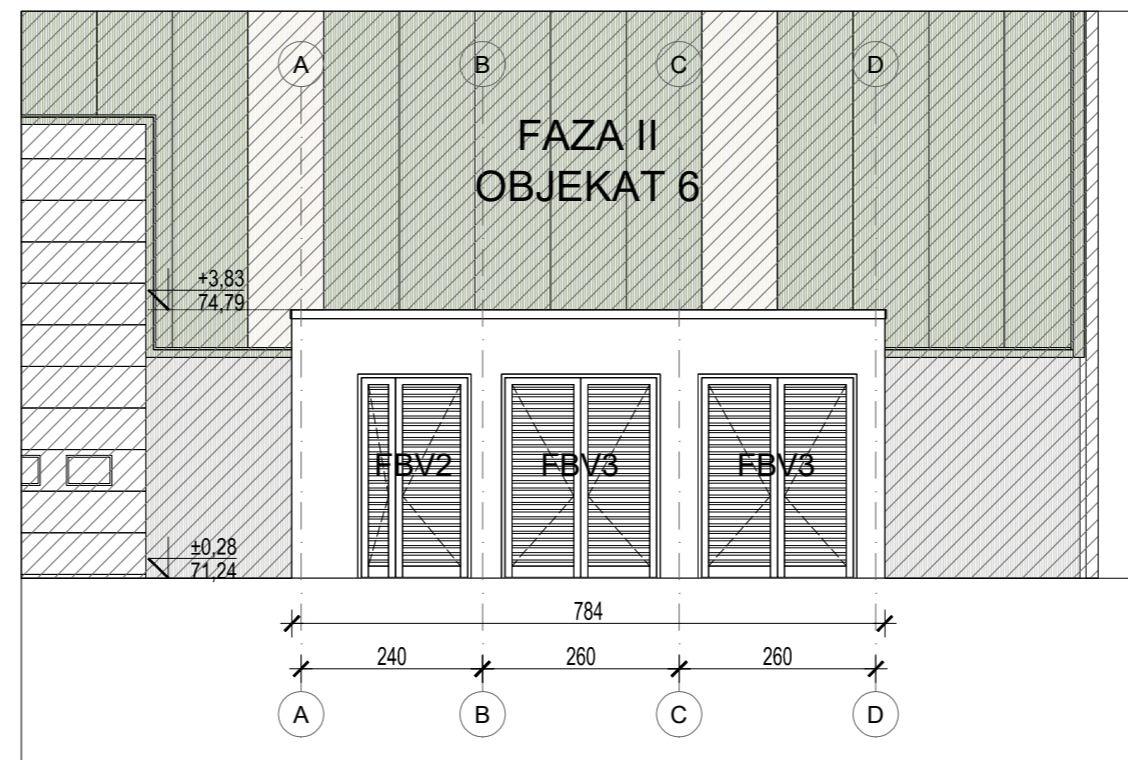 A B C D
FAZA II
OBJEKAT 6
+3,83
74,79
FBV2 FBV3 FBV3
±0,28
71,24
784
240 260 260
A B C D